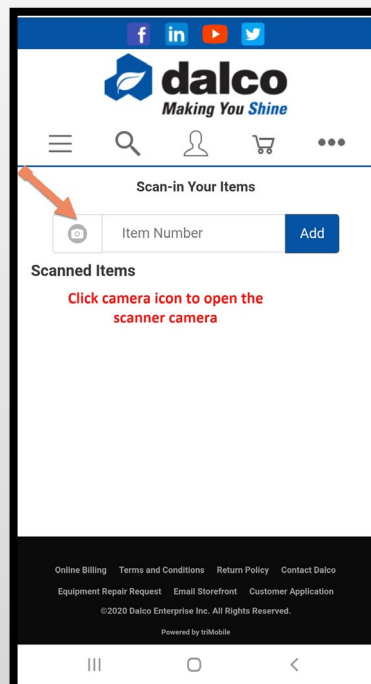 dalco
Making You Shine
Scan-in Your Items
Item Number
Add
Scanned Items
Click camera icon to open the
scanner camera
Online Billing Terms and Conditions Return Policy Contact Dalco
Equipment Repair Request Email Storefront Customer Application
©2020 Dalco Enterprise Inc. All Rights Reserved.
Powered by triMobile